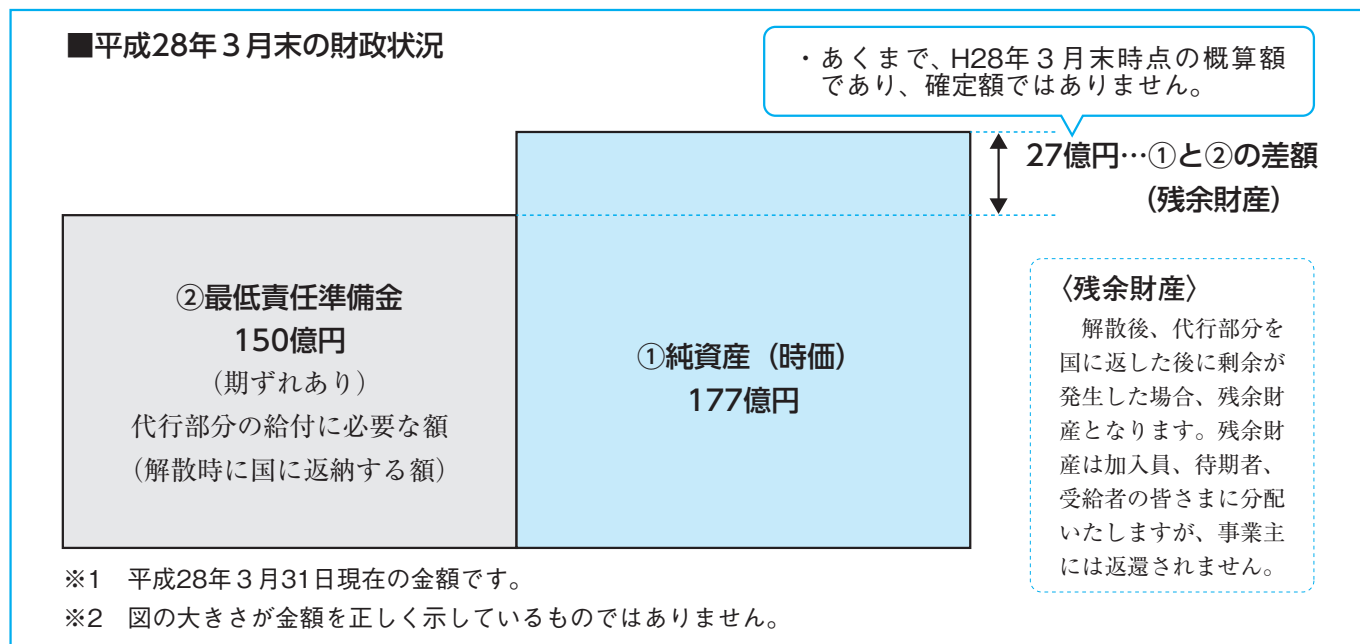 ■平成28年3月末の財政状況
・あくまで、H28年3月末時点の概算額
であり、確定額ではありません。
27億円…①と②の差額
(残余財産)
②最低責任準備金
150億円
(期ずれあり)
代行部分の給付に必要な額
(解散時に国に返納する額)
①純資産(時価)
177億円
〈残余財産〉
解散後、代行部分を
国に返した後に剰余が
発生した場合、残余財
産となります。残余財
産は加入員、待期者、
受給者の皆さまに分配
いたしますが、事業主
には返還されません。
※1 平成28年3月31日現在の金額です。
※2 図の大きさが金額を正しく示しているものではありません。